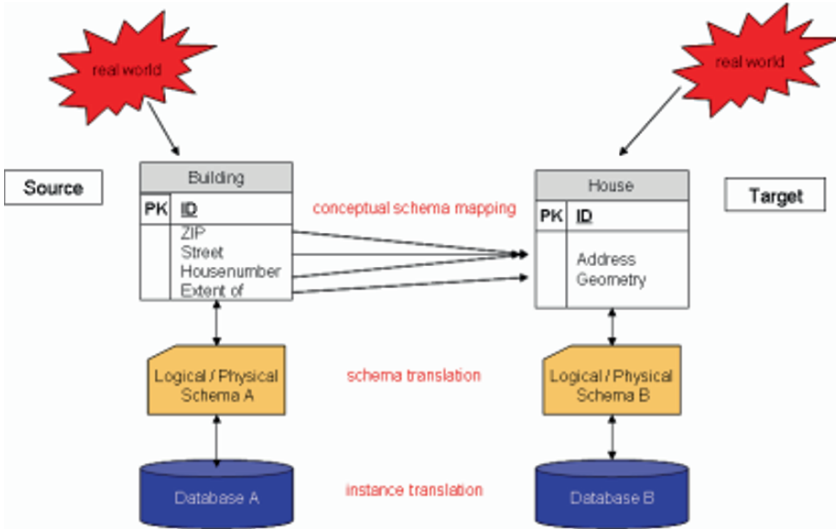 real world
real world
Source
Building
PK ID
ZIP
Street
Housenumber
Extent of
conceptual schema mapping
House
PK ID
Address
Geometry
Target
Logical / Physical
Schema A
schema translation
Logical / Physical
Schema B
Database A
instance translation
Database B